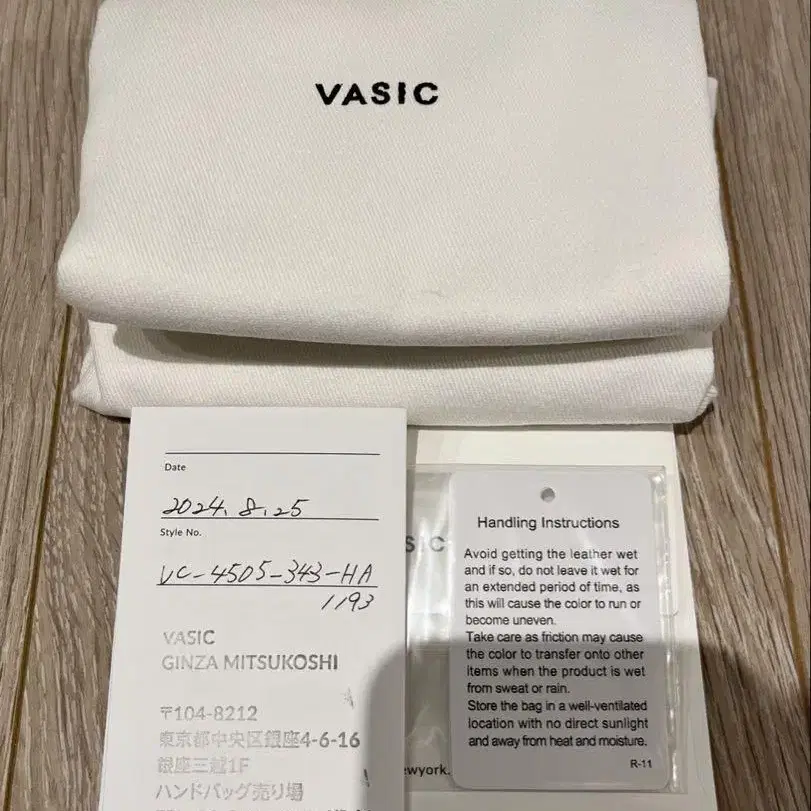 VASIC
Date
2024.8.25
Style No.
VC-4505-343-HA
1193
VASIC
GINZA MITSUKOSHI
〒104-8212
東京都中央区銀座4-6-16
銀座三越1F
ハンドバッグ売り場
SIC
ewyork.
Handling Instructions
Avoid getting the leather wet
and if so, do not leave it wet for
an extended period of time, as
this will cause the color to run or
become uneven.
Take care as friction may cause
the color to transfer onto other
items when the product is wet
from sweat or rain.
Store the bag in a well-ventilated
location with no direct sunlight
and away from heat and moisture.
R-11